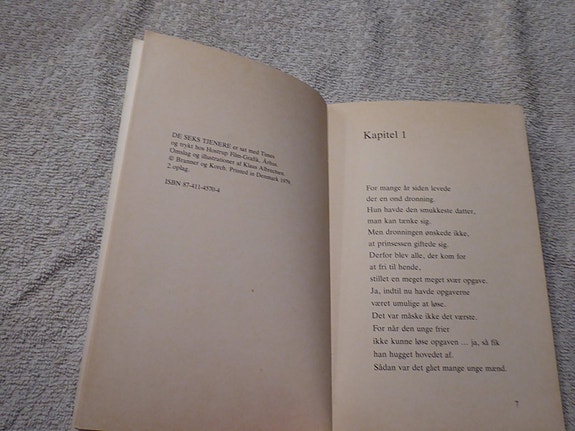 DE SEKS TJENERE er sat med Times
og trykt hos Hostrup Film-Grafik, Århus
Omslag og illustrationer af Klaus Albrectsen
© Branner og Korch. Printed in Denmark 1979
2 oplag.
ISBN 87-411-4570-4
Kapitel 1
For mange år siden levede
der en ond dronning.
Hun havde den smukkeste datter,
man kan tænke sig.
Men dronningen ønskede ikke,
at prinsessen giftede sig.
Derfor blev alle, der kom for
at fri til hende,
stillet en meget meget svær opgave.
Ja, indtil nu havde opgaverne
været umulige at løse.
Det var måske ikke det værste.
For når den unge frier
ikke kunne løse opgaven ... ja, så fik
han hugget hovedet af.
Sådan var det gået mange unge mænd.
7